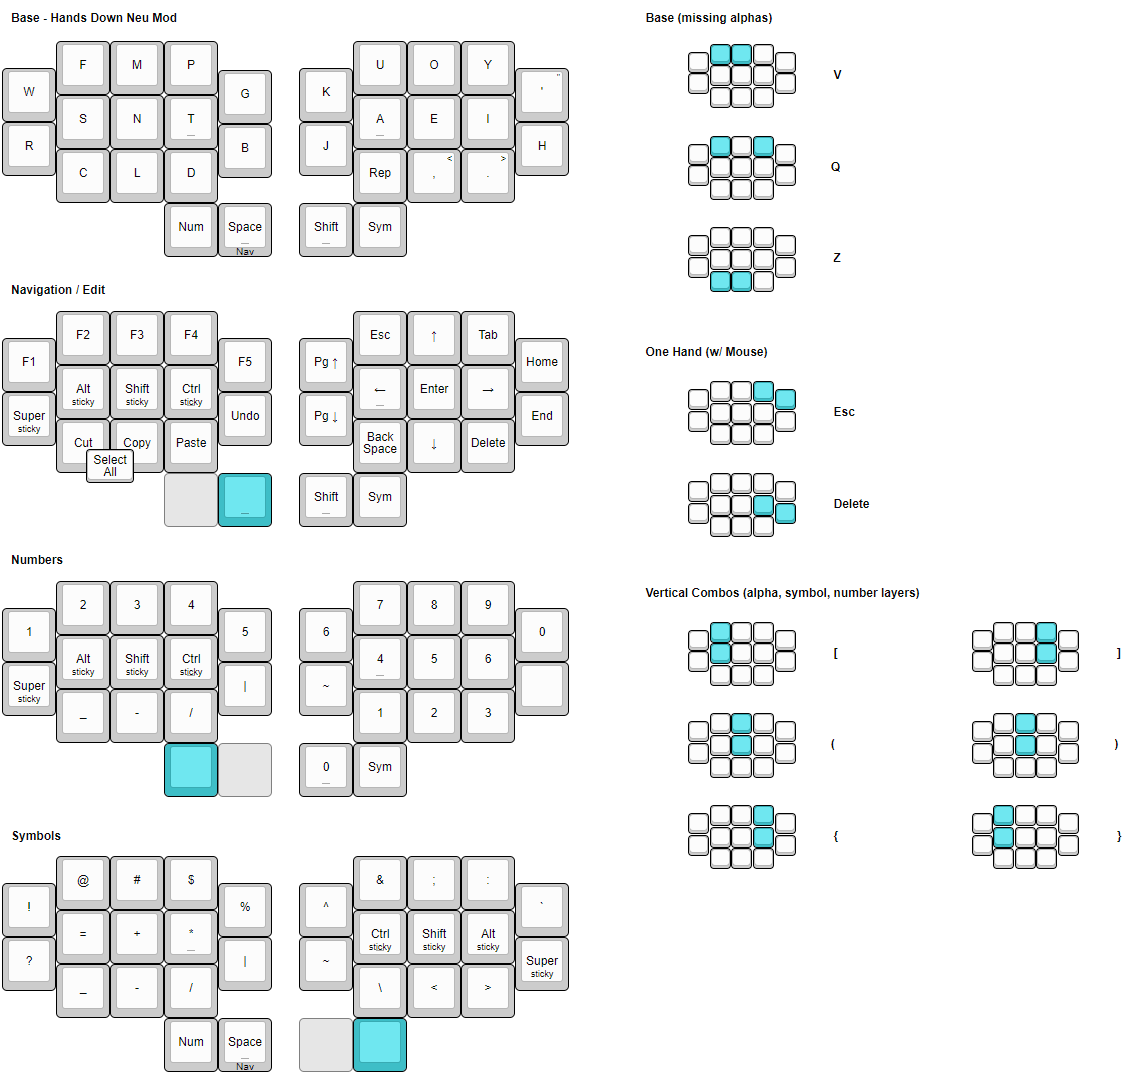 Base - Hands Down Neu Mod
F M P
W
G
S N T
R
B
C L D
Num Space
Nav
U O Y
K
"
'
A E I
J
H
Rep
<
,
>
.
Shift Sym
Navigation / Edit
F2 F3 F4
F1
F5
Alt
sticky
Shift
sticky
Ctrl
sticky
Super
sticky
Undo
Cut Copy Paste
Select
All
Esc ↑ Tab
Pg ↑
Home
← Enter →
Pg ↓
End
Back
Space
↓ Delete
Shift Sym
Numbers
2 3 4
1
5
Alt
sticky
Shift
sticky
Ctrl
sticky
Super
sticky
|
_ - /
7 8 9
6
0
4 5 6
~
1 2 3
0 Sym
Symbols
@ # $
!
%
= + *
?
|
_ - /
Num Space
Nav
& ; :
^
`
Ctrl
sticky
Shift
sticky
Alt
sticky
~
Super
sticky
\ < >
Base (missing alphas)
V
Q
Z
One Hand (w/ Mouse)
Esc
Delete
Vertical Combos (alpha, symbol, number layers)
[ ]
( )
{ }